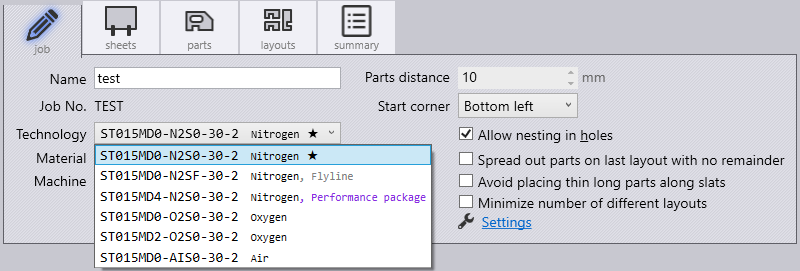 job
sheets
parts
layouts
summary
Name test
Job No. TEST
Technology ST015MD0-N2S0-30-2 Nitrogen ★
Material
Machine
ST015MD0-N2S0-30-2 Nitrogen ★
ST015MD0-N2SF-30-2 Nitrogen, Flyline
ST015MD4-N2S0-30-2 Nitrogen, Performance package
ST015MD0-O2S0-30-2 Oxygen
ST015MD2-O2S0-30-2 Oxygen
ST015MD0-AIS0-30-2 Air
Parts distance 10 mm
Start corner Bottom left
Allow nesting in holes
Spread out parts on last layout with no remainder
Avoid placing thin long parts along slats
Minimize number of different layouts
Settings